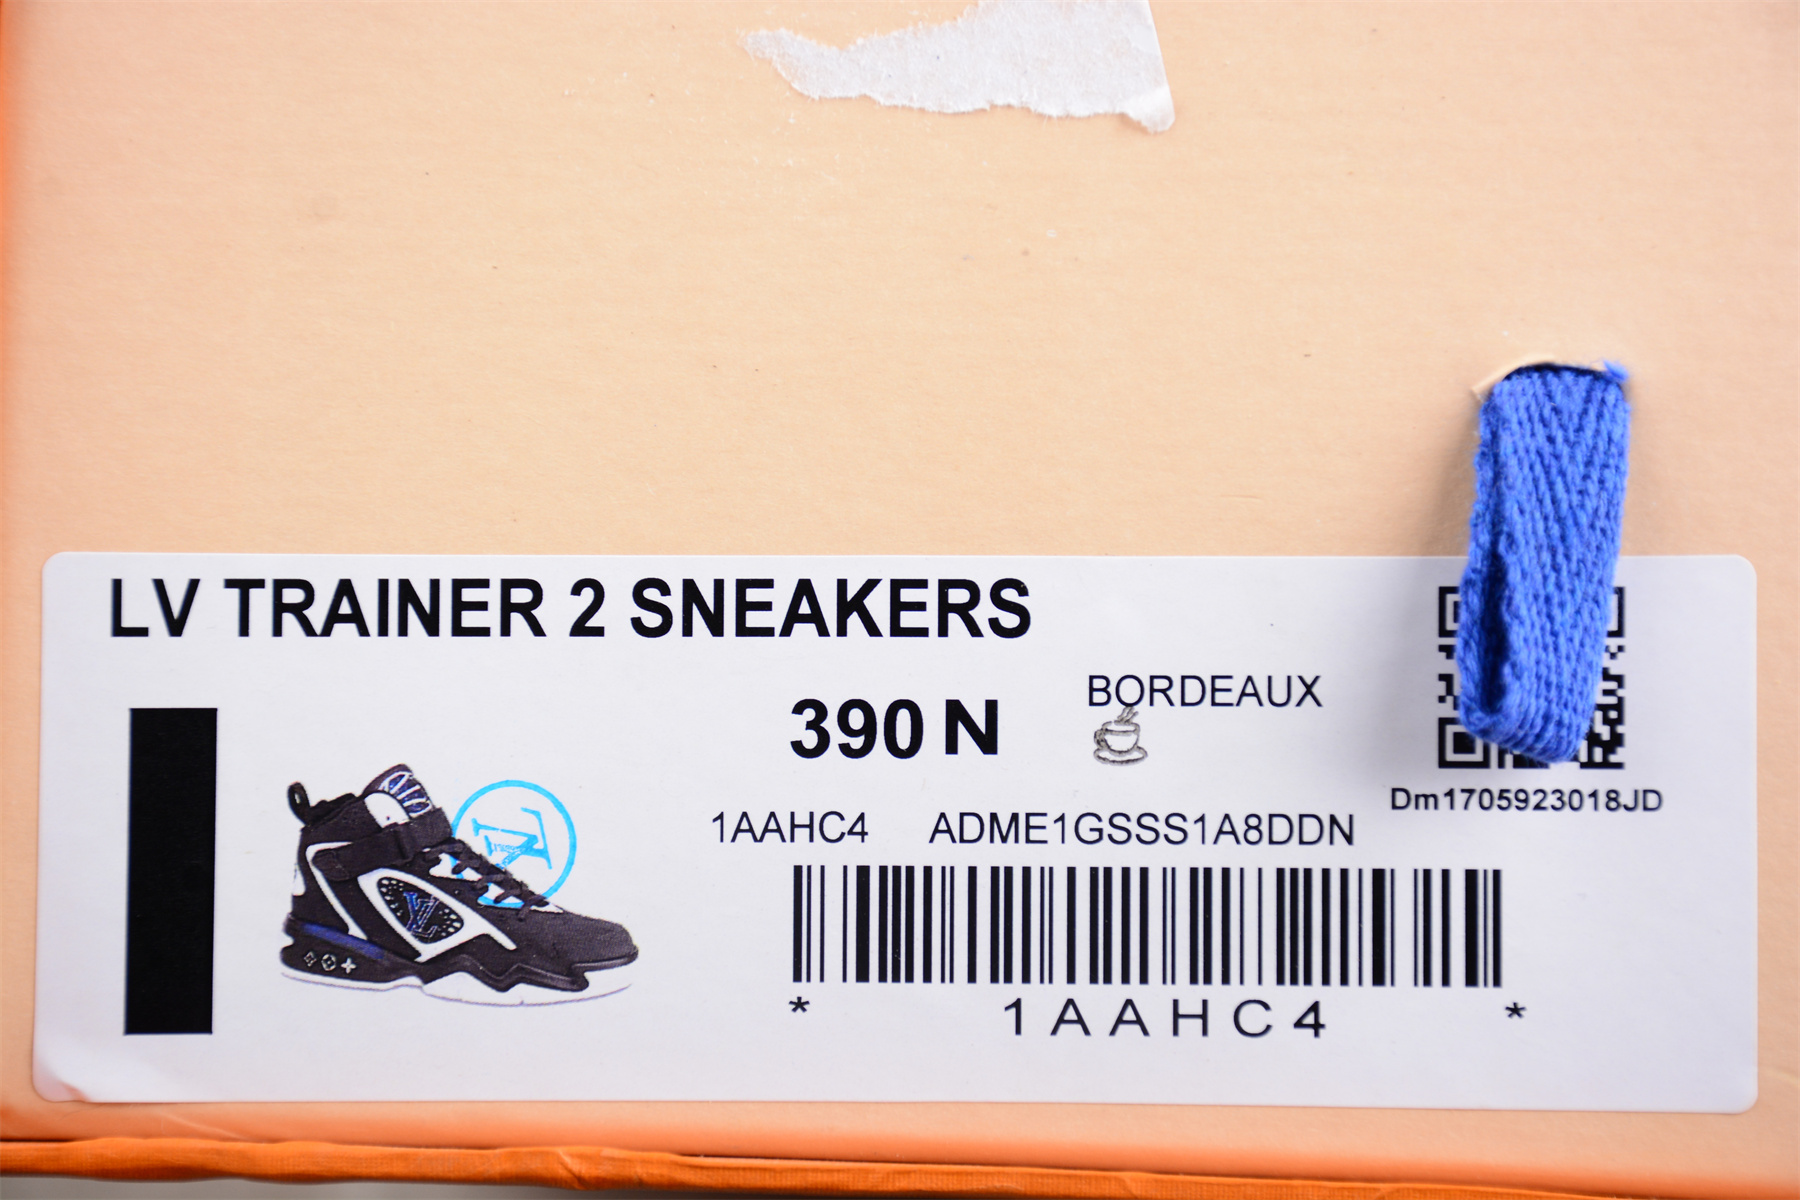 LV TRAINER 2 SNEAKERS
390 N
BORDEAUX
Dm1705923018JD
1AAHC4 ADME1GSSS1A8DDN
* 1AAHC4 *